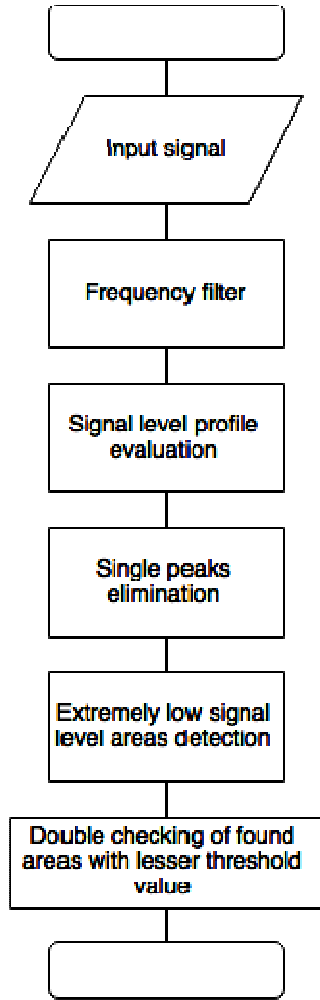 Input signal
Frequency filter
Signal level profile
evaluation
Single peaks
elimination
Extremely low signal
level areas detection
Double checking of found
areas with lesser threshold
value